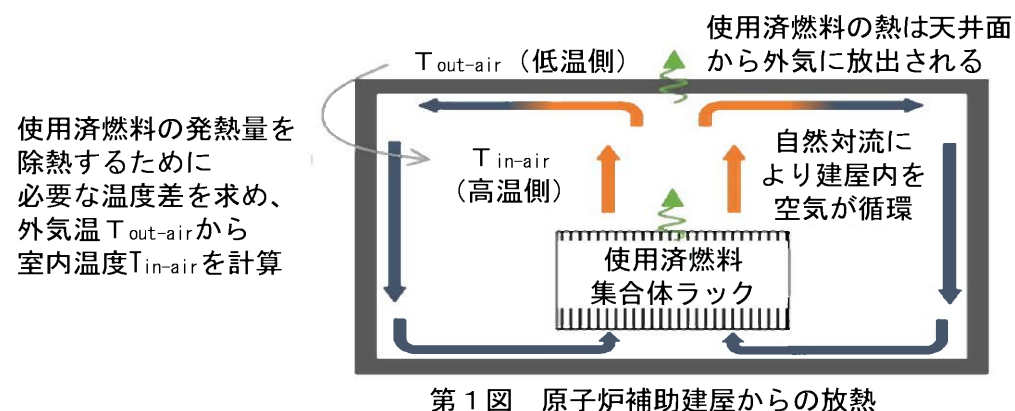 使用済燃料の熱は天井面
から外気に放出される
Tout-air（低温側）
使用済燃料の発熱量を
除熱するために
必要な温度差を求め、
外気温Tout-airから
室内温度Tin-airを計算
Tin-air
（高温側）
自然対流に
より建屋内を
空気が循環
使用済燃料
集合体ラック
第１図　原子炉補助建屋からの放熱